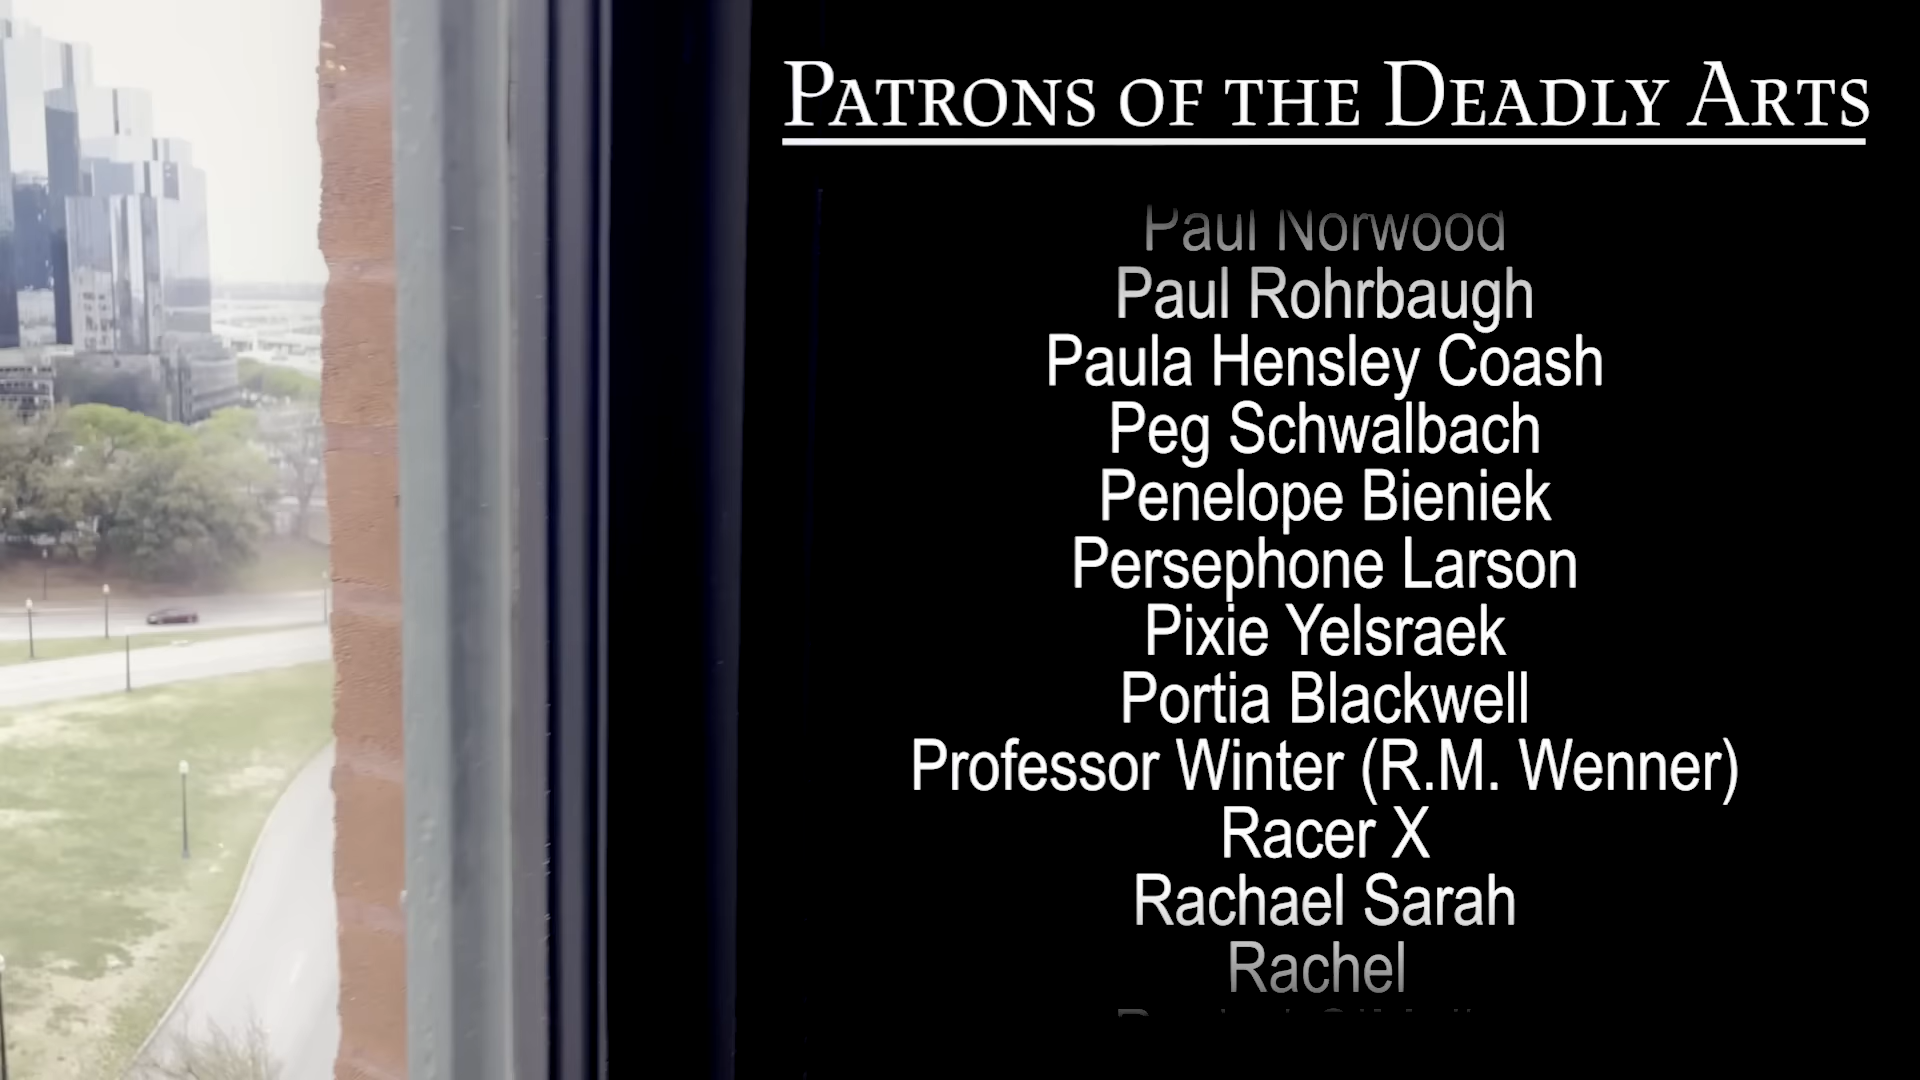 Patrons of the Deadly Arts
Paul Norwood
Paul Rohrbaugh
Paula Hensley Coash
Peg Schwalbach
Penelope Bieniek
Persephone Larson
Pixie Yelsraek
Portia Blackwell
Professor Winter (R.M. Wenner)
Racer X
Rachael Sarah
Rachel